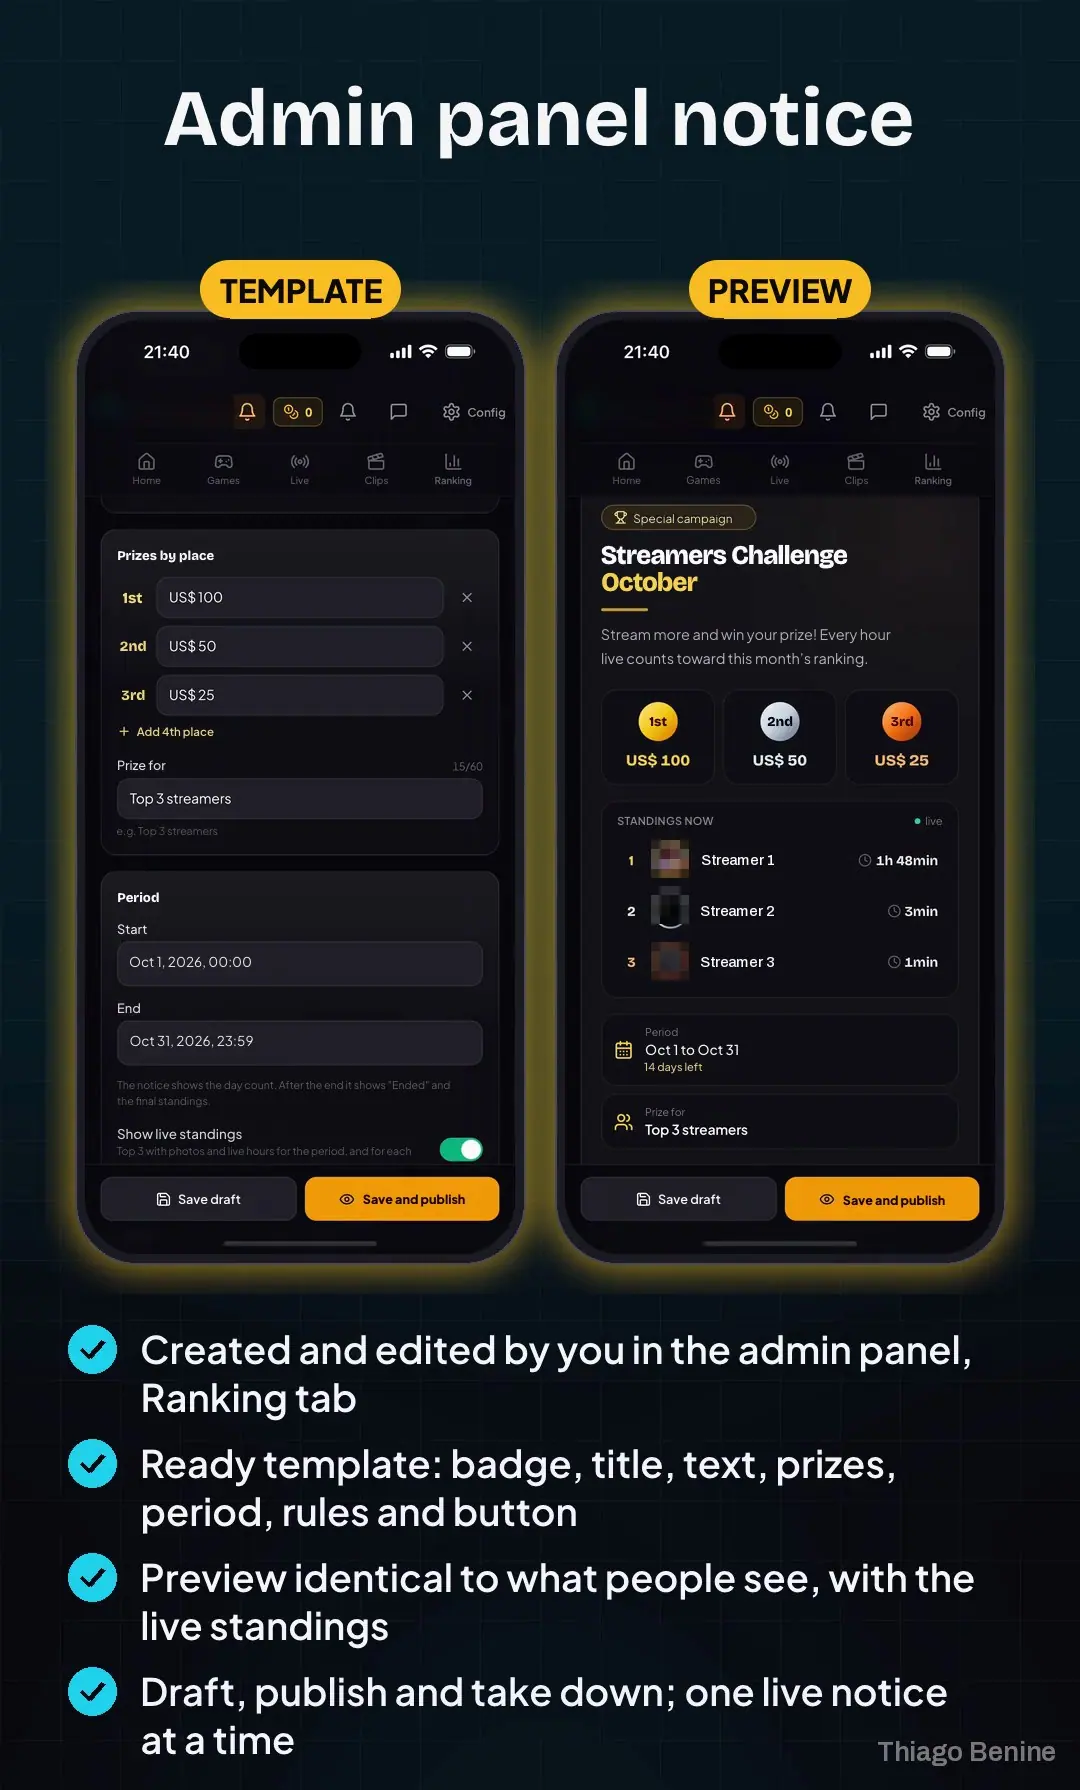 Admin panel notice
TEMPLATE
21:40
0
Config
Home Games Live Clips Ranking
Prizes by place
1st US$ 100
2nd US$ 50
3rd US$ 25
+ Add 4th place
Prize for 15/60
Top 3 streamers
e.g. Top 3 streamers
Period
Start
Oct 1, 2026, 00:00
End
Oct 31, 2026, 23:59
The notice shows the day count. After the end it shows "Ended" and
the final standings.
Show live standings
Top 3 with photos and live hours for the period, and for each
Save draft Save and publish
PREVIEW
21:40
0
Config
Home Games Live Clips Ranking
Special campaign
Streamers Challenge
October
Stream more and win your prize! Every hour
live counts toward this month's ranking.
1st 2nd 3rd
US$ 100 US$ 50 US$ 25
STANDINGS NOW live
1 Streamer 1 1h 48min
2 Streamer 2 3min
3 Streamer 3 1min
Period
Oct 1 to Oct 31
14 days left
Prize for
Top 3 streamers
Save draft Save and publish
Created and edited by you in the admin panel,
Ranking tab
Ready template: badge, title, text, prizes,
period, rules and button
Preview identical to what people see, with the
live standings
Draft, publish and take down; one live notice
at a time
Thiago Benine